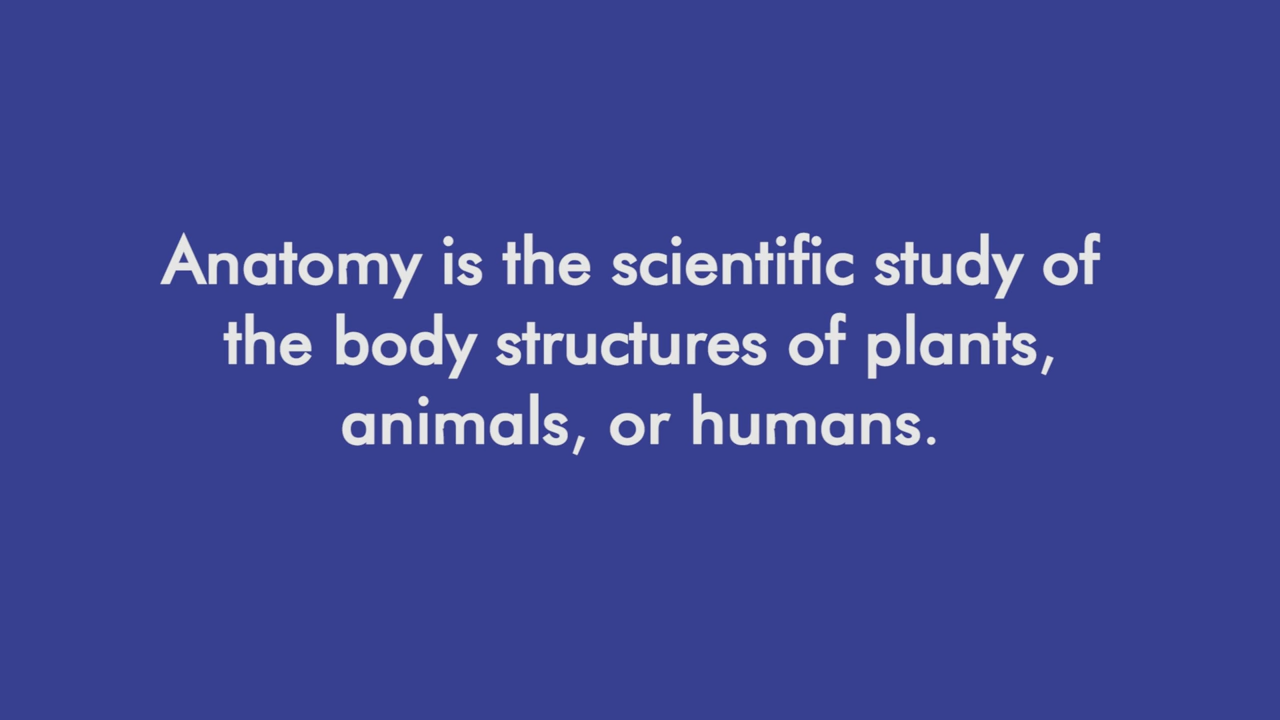 Anatomy is the scientific study of
the body structures of plants,
animals, or humans.